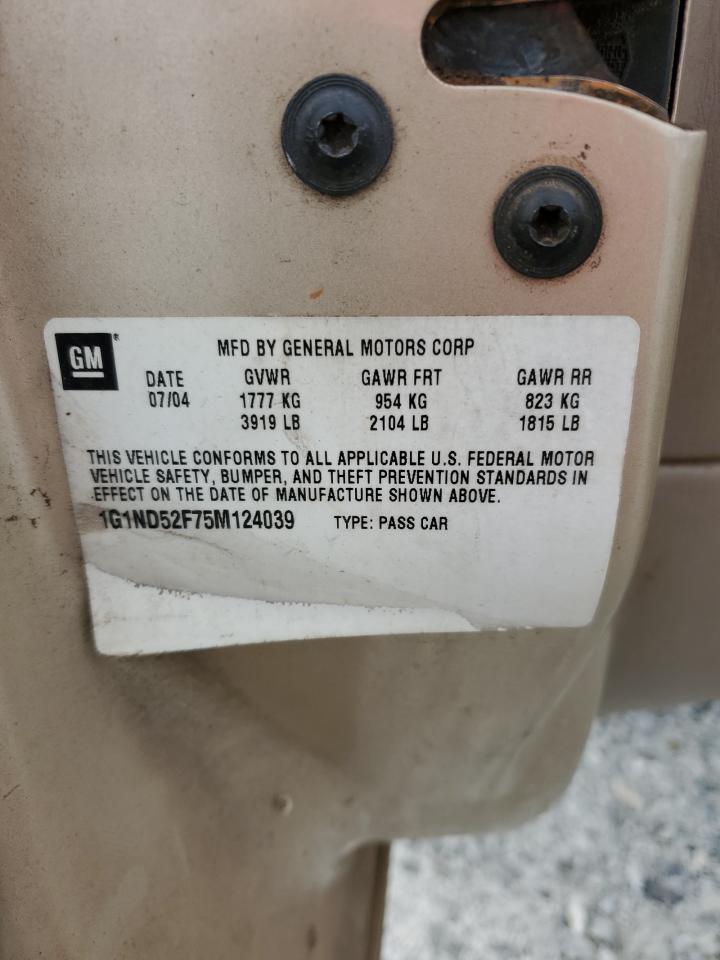 GM®
MFD BY GENERAL MOTORS CORP
DATE GVWR GAWR FRT GAWR RR
07/04 1777 KG 954 KG 823 KG
3919 LB 2104 LB 1815 LB
THIS VEHICLE CONFORMS TO ALL APPLICABLE U.S. FEDERAL MOTOR
VEHICLE SAFETY, BUMPER, AND THEFT PREVENTION STANDARDS IN
EFFECT ON THE DATE OF MANUFACTURE SHOWN ABOVE.
1G1ND52F75M124039 TYPE: PASS CAR